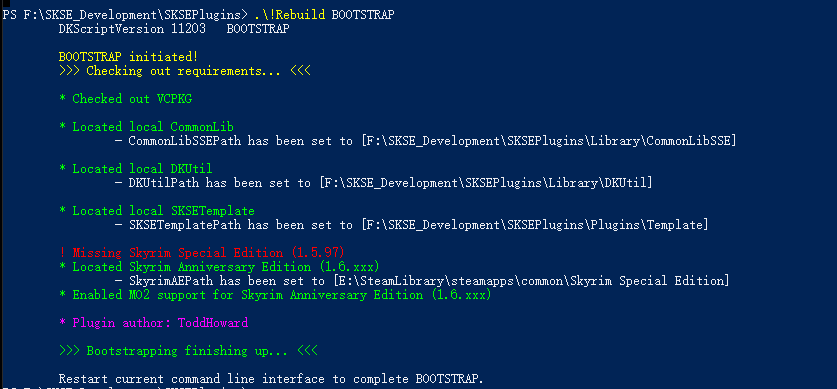 PS F:\SKSE_Development\SKSEPlugins> .\!Rebuild BOOTSTRAP
DKScriptVersion 11203   BOOTSTRAP
BOOTSTRAP initiated!
>>> Checking out requirements... <<<
* Checked out VCPKG
* Located local CommonLib
- CommonLibSSEPath has been set to [F:\SKSE_Development\SKSEPlugins\Library\CommonLibSSE]
* Located local DKUtil
- DKUtilPath has been set to [F:\SKSE_Development\SKSEPlugins\Library\DKUtil]
* Located local SKSETemplate
- SKSETemplatePath has been set to [F:\SKSE_Development\SKSEPlugins\Plugins\Template]
! Missing Skyrim Special Edition (1.5.97)
* Located Skyrim Anniversary Edition (1.6.xxx)
- SkyrimAEPath has been set to [E:\SteamLibrary\steamapps\common\Skyrim Special Edition]
* Enabled MO2 support for Skyrim Anniversary Edition (1.6.xxx)
* Plugin author: ToddHoward
>>> Bootstrapping finishing up... <<<
Restart current command line interface to complete BOOTSTRAP.